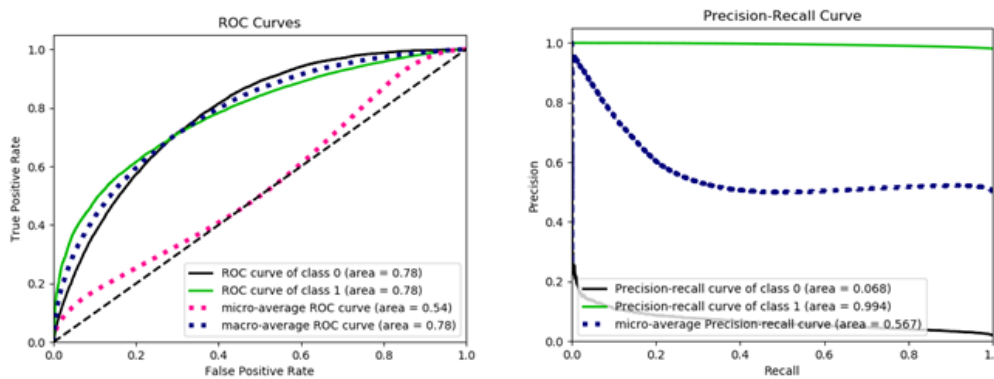 ROC Curves
True Positive Rate
1.0
0.8
0.6
0.4
0.2
0.0
0.0 0.2 0.4 0.6 0.8 1.0
False Positive Rate
ROC curve of class 0 (area = 0.78)
ROC curve of class 1 (area = 0.78)
micro-average ROC curve (area = 0.54)
macro-average ROC curve (area = 0.78)
Precision-Recall Curve
Precision
1.0
0.8
0.6
0.4
0.2
0.0
0.0 0.2 0.4 0.6 0.8 1.0
Recall
Precision-recall curve of class 0 (area = 0.068)
Precision-recall curve of class 1 (area = 0.994)
micro-average Precision-recall curve (area = 0.567)